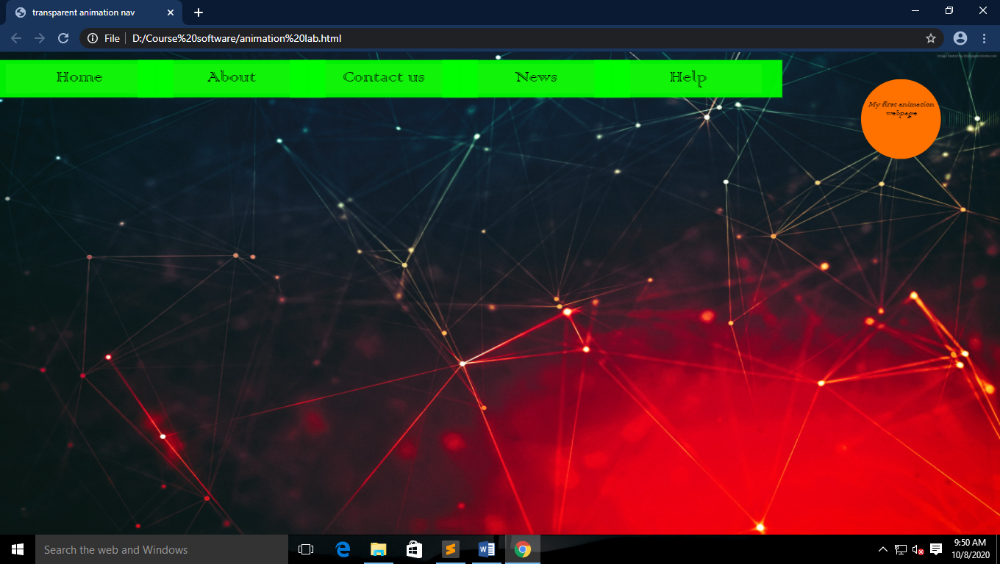 transparent animation nav
File D:/Course%20software/animation%20lab.html
Home About Contact us News Help
My first animation
webpage
Search the web and Windows
9:50 AM
10/8/2020